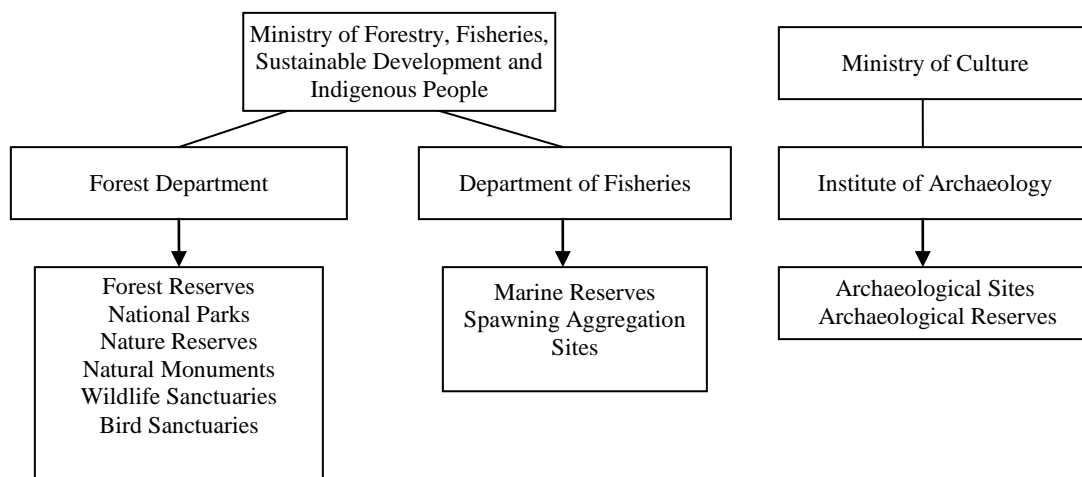 Ministry of Forestry, Fisheries,
Sustainable Development and
Indigenous People
Ministry of Culture
Forest Department
Department of Fisheries
Institute of Archaeology
Forest Reserves
National Parks
Nature Reserves
Natural Monuments
Wildlife Sanctuaries
Bird Sanctuaries
Marine Reserves
Spawning Aggregation
Sites
Archaeological Sites
Archaeological Reserves